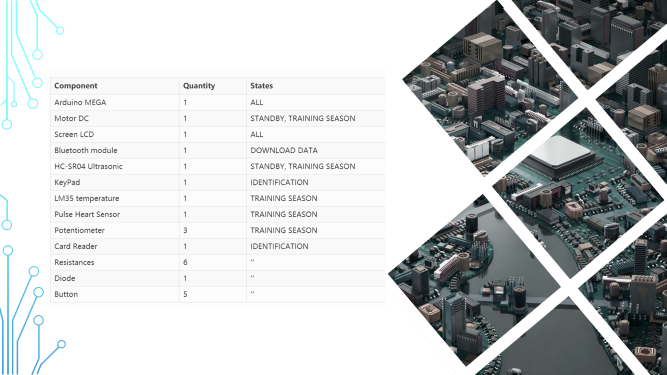 Component Quantity States
Arduino MEGA 1 ALL
Motor DC 1 STANDBY, TRAINING SEASON
Screen LCD 1 ALL
Bluetooth module 1 DOWNLOAD DATA
HC-SR04 Ultrasonic 1 STANDBY, TRAINING SEASON
KeyPad 1 IDENTIFICATION
LM35 temperature 1 TRAINING SEASON
Pulse Heart Sensor 1 TRAINING SEASON
Potentiometer 3 TRAINING SEASON
Card Reader 1 IDENTIFICATION
Resistances 6 ''
Diode 1 ''
Button 5 ''